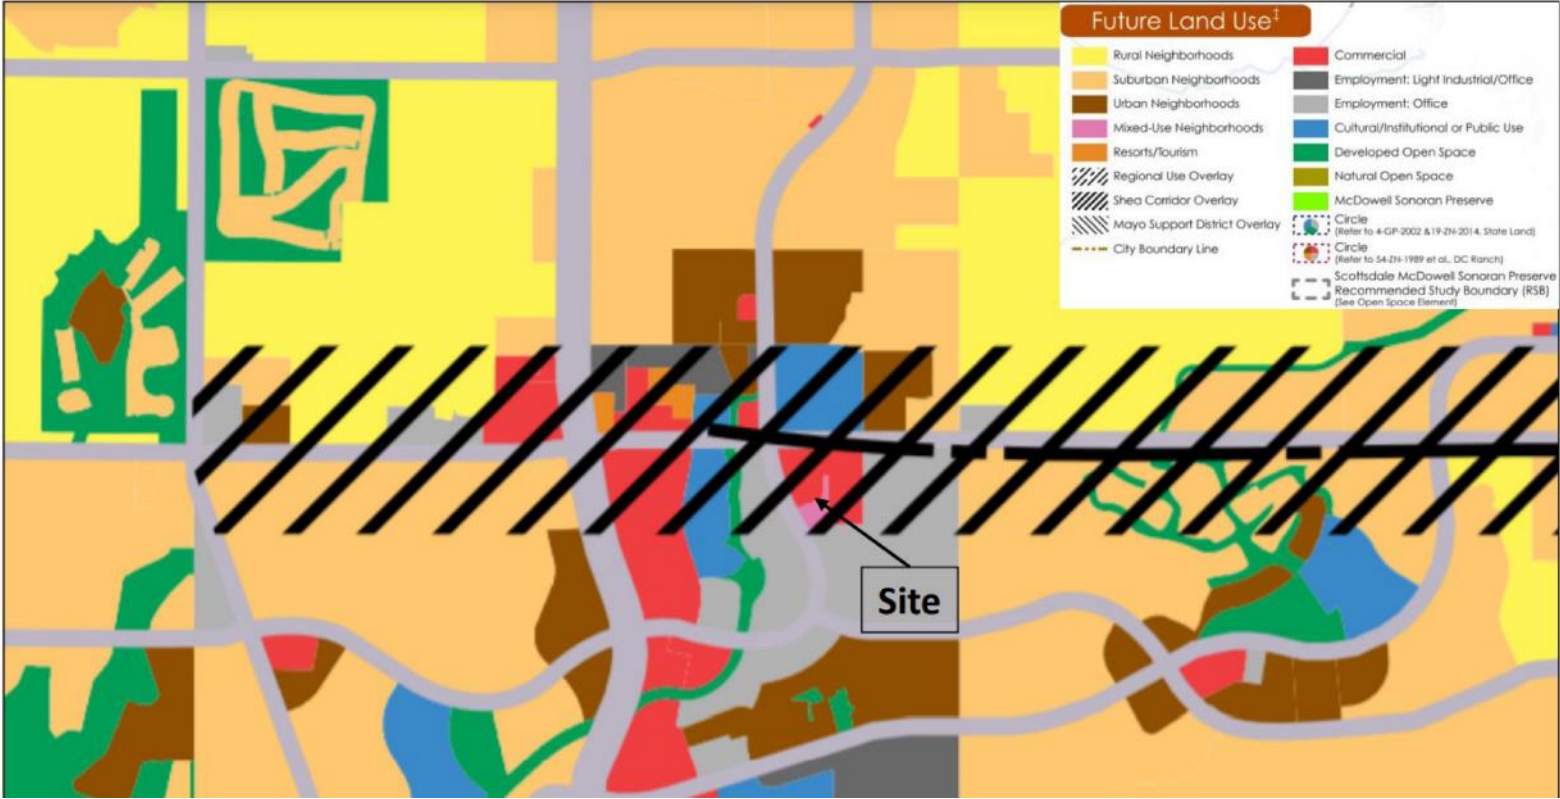 Future Land Use‡
Rural Neighborhoods
Suburban Neighborhoods
Urban Neighborhoods
Mixed-Use Neighborhoods
Resorts/Tourism
Regional Use Overlay
Shea Corridor Overlay
Mayo Support District Overlay
City Boundary Line
Commercial
Employment: Light Industrial/Office
Employment: Office
Cultural/Institutional or Public Use
Developed Open Space
Natural Open Space
McDowell Sonoran Preserve
Circle
(Refer to 4-GP-2002 &19-ZN-2014, State Land)
Circle
(Refer to 54-ZN-1989 et al., DC Ranch)
Scottsdale McDowell Sonoran Preserve
Recommended Study Boundary (RSB)
(See Open Space Element)
Site